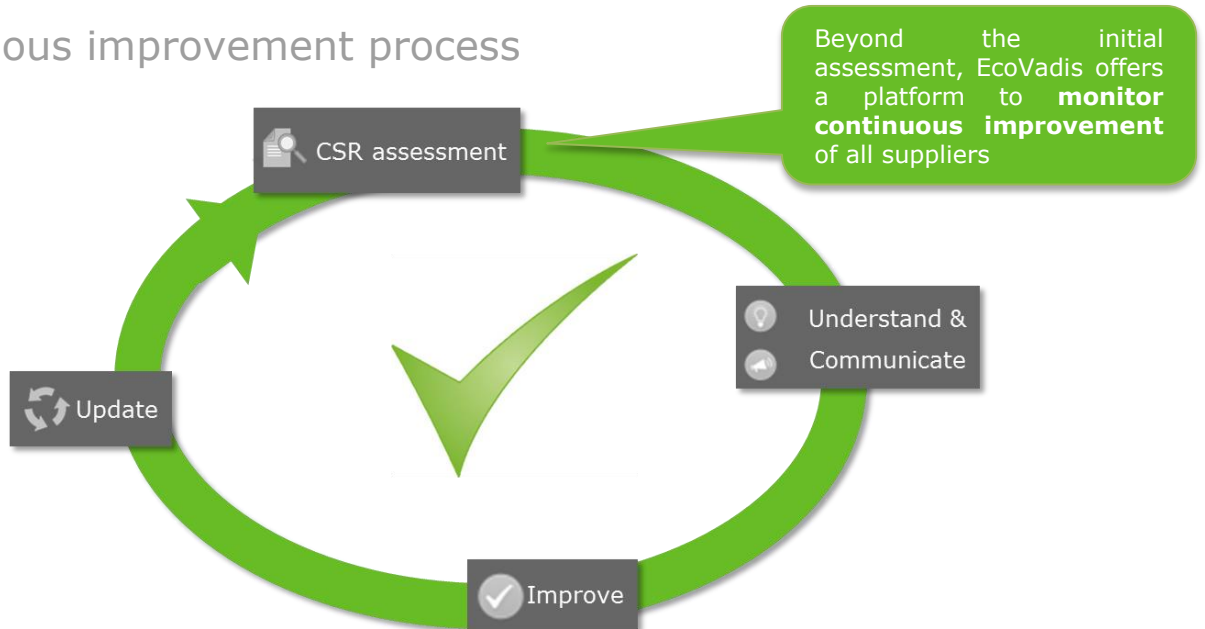 ous improvement process
Beyond the initial
assessment, EcoVadis offers
a platform to monitor
continuous improvement
of all suppliers
CSR assessment
Understand &
Communicate
Update
Improve